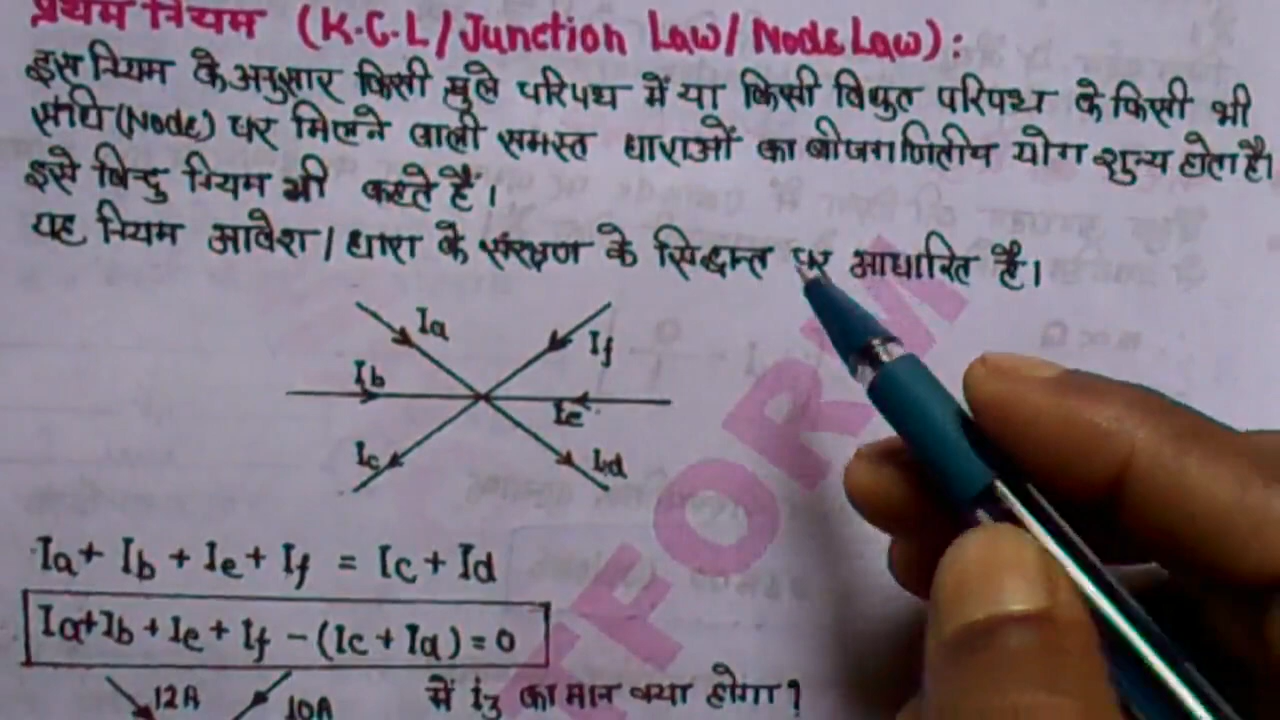 प्रथम नियम (K.C.L/Junction Law/Node Law):
इस नियम के अनुसार किसी खुले परिपथ में या किसी विद्युत परिपथ के किसी भी
संधि (Node) पर मिलने वाली समस्त धाराओं का बीजगणितीय योग शून्य होता है।
इसे बिन्दु नियम भी कहते हैं।
यह नियम आवेश/धारा के संरक्षण के सिद्धान्त पर आधारित है।
Ia
If
Ib
Ie
Ic
Id
Ia + Ib + Ie + If = Ic + Id
Ia+Ib + Ie + If - (Ic + Id) = 0
12A
10A
में i3 का मान क्या होगा?